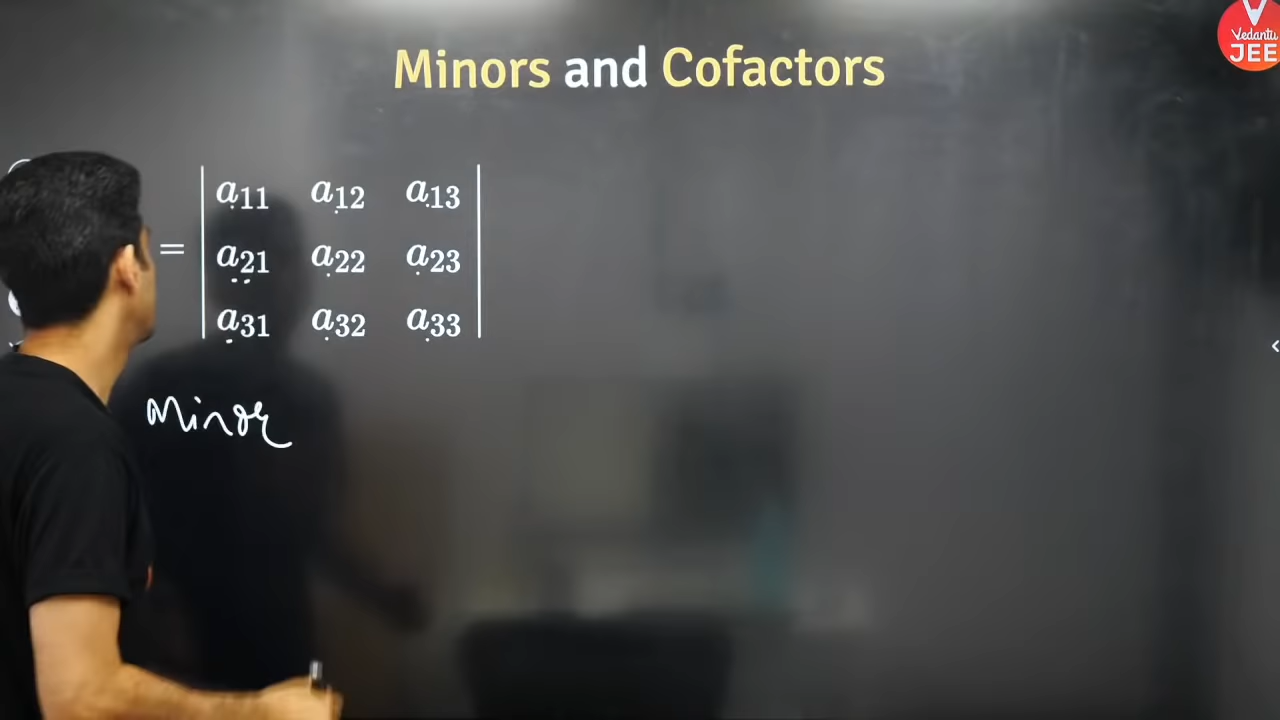 Vedantu
JEE
Minors and Cofactors
= | a11 a12 a13 |
| a21 a22 a23 |
| a31 a32 a33 |
Minor